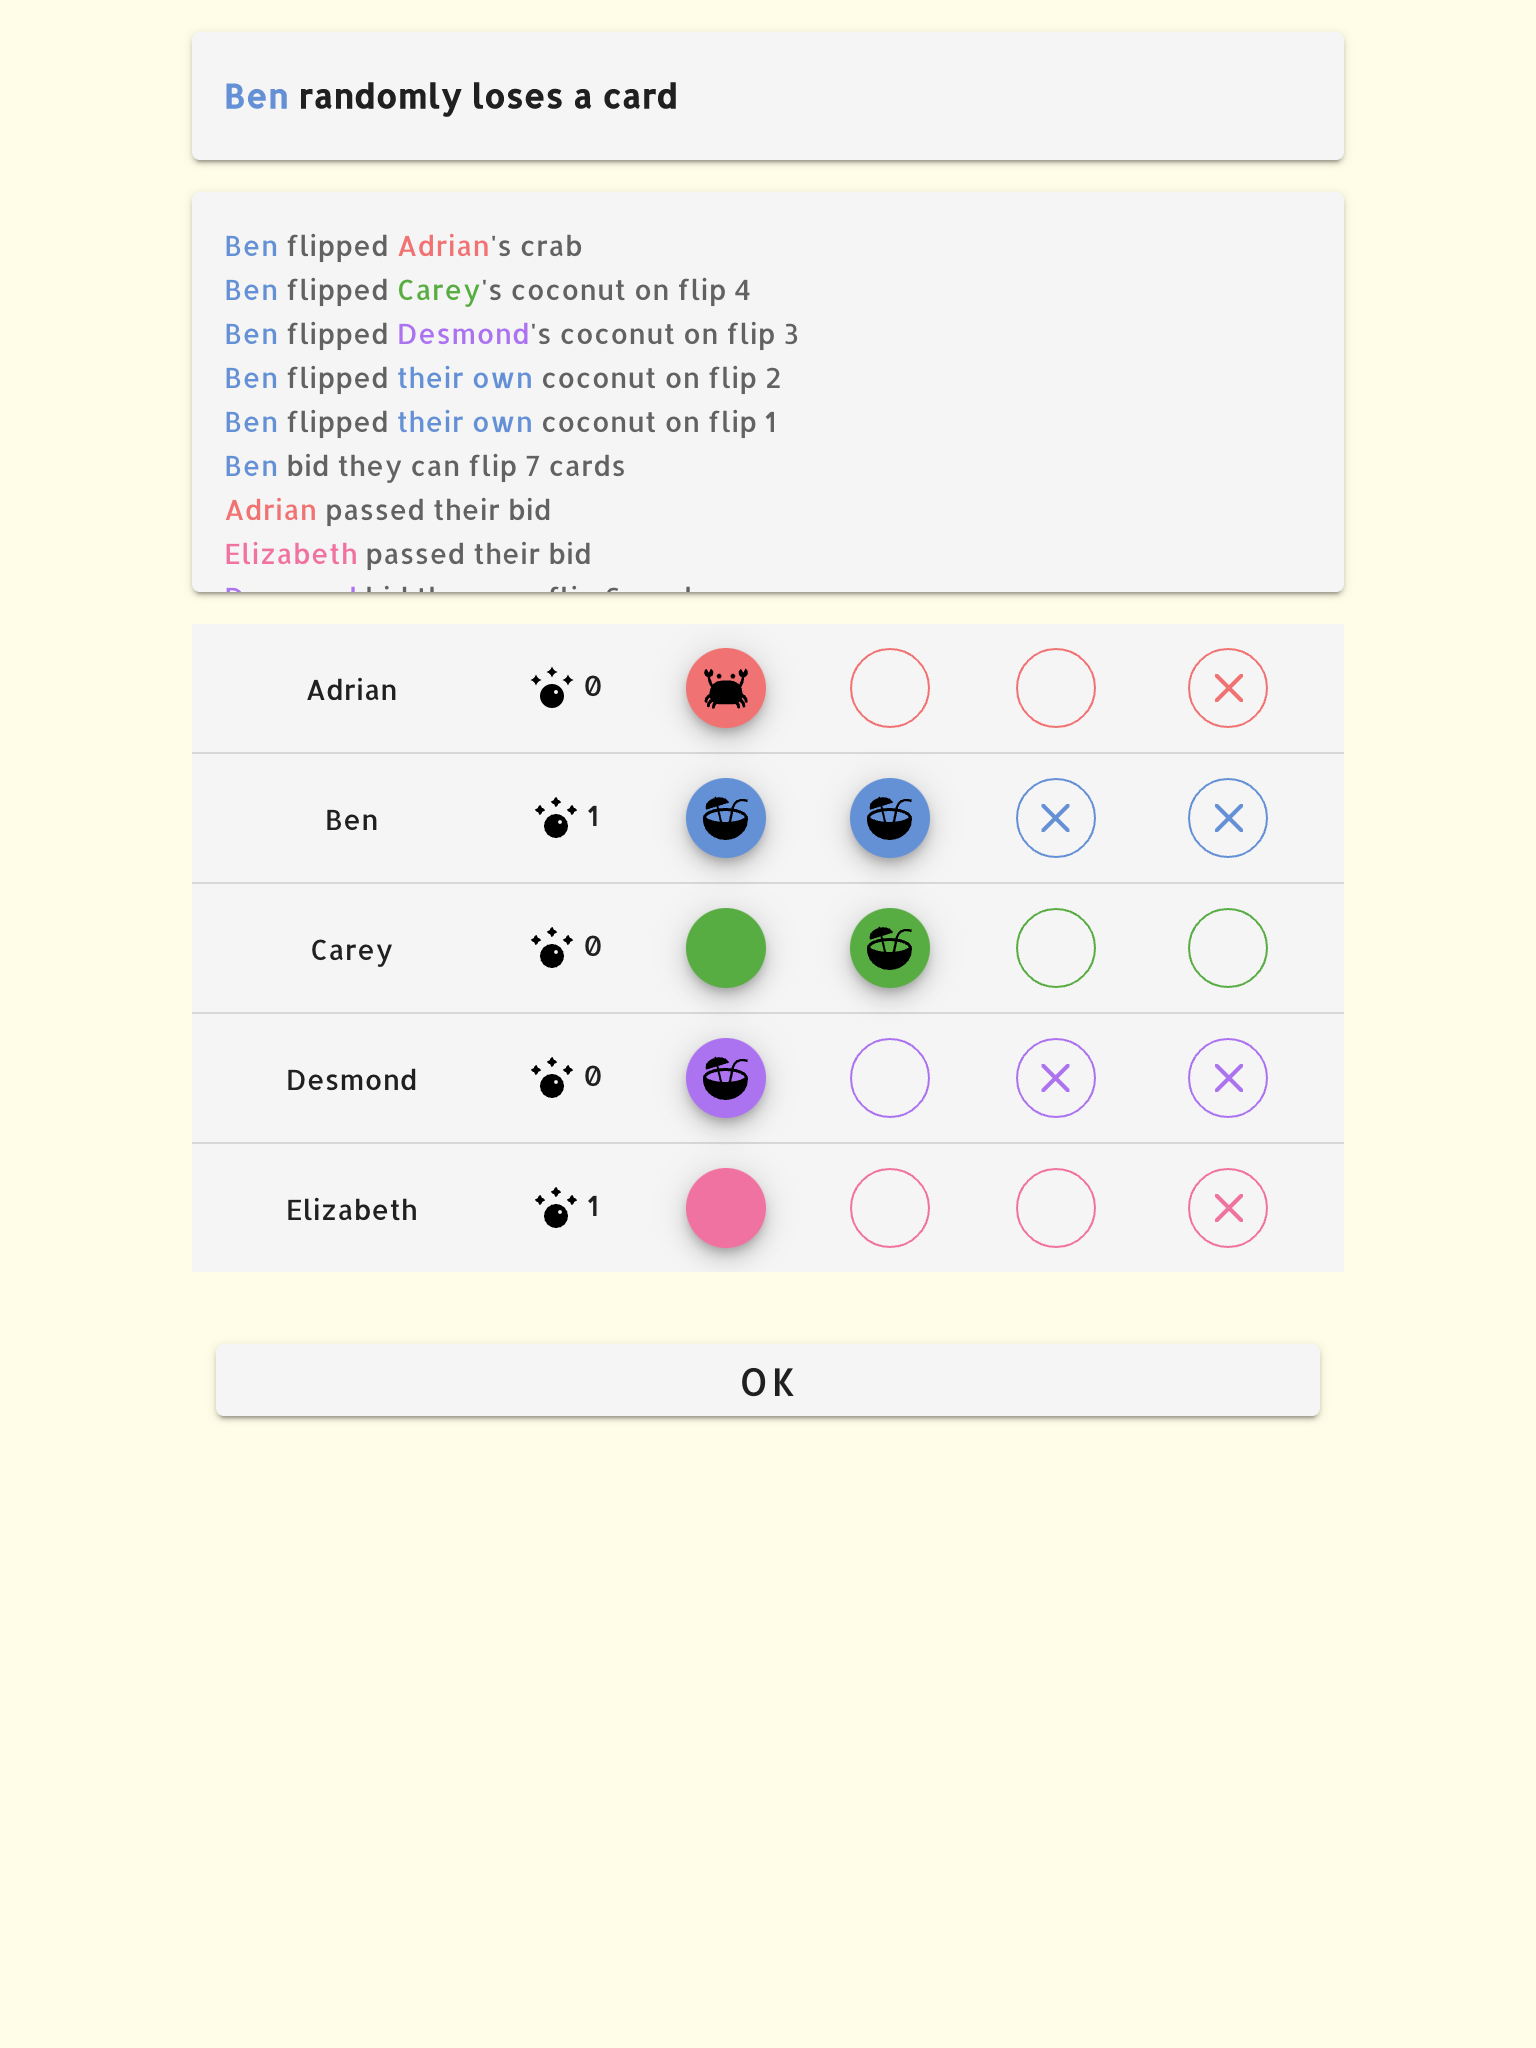 Ben randomly loses a card
Ben flipped Adrian's crab
Ben flipped Carey's coconut on flip 4
Ben flipped Desmond's coconut on flip 3
Ben flipped their own coconut on flip 2
Ben flipped their own coconut on flip 1
Ben bid they can flip 7 cards
Adrian passed their bid
Elizabeth passed their bid
Adrian 0
Ben 1
Carey 0
Desmond 0
Elizabeth 1
OK